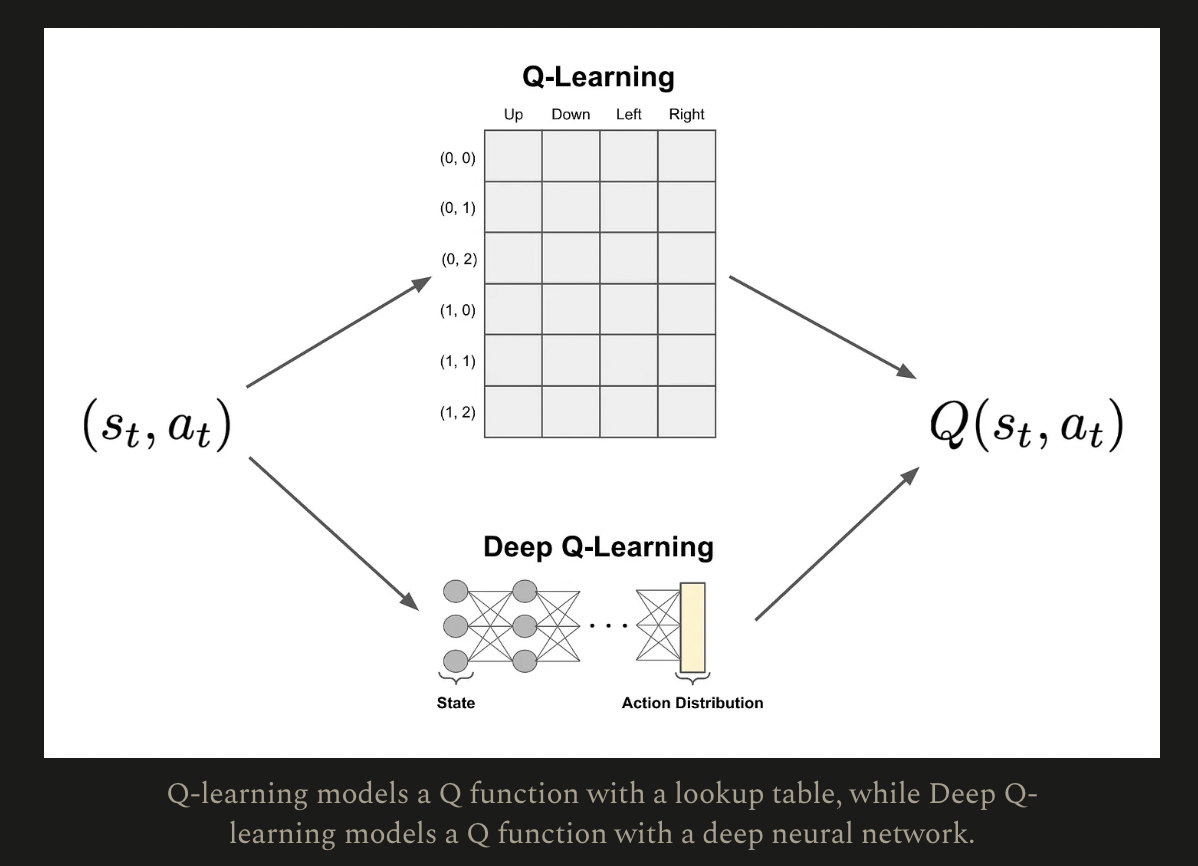 Q-Learning
Up Down Left Right
(0, 0)
(0, 1)
(0, 2)
(1, 0)
(1, 1)
(1, 2)
(s_t, a_t)
Q(s_t, a_t)
Deep Q-Learning
...
State
Action Distribution
Q-learning models a Q function with a lookup table, while Deep Q-
learning models a Q function with a deep neural network.